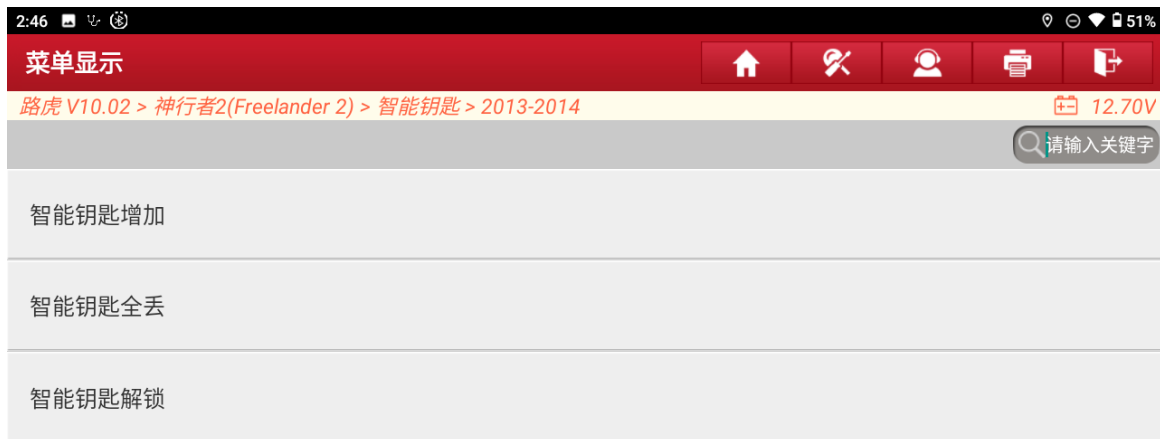 2:46 51%
菜单显示
路虎 V10.02 > 神行者2(Freelander 2) > 智能钥匙 > 2013-2014 12.70V
请输入关键字
智能钥匙增加
智能钥匙全丢
智能钥匙解锁